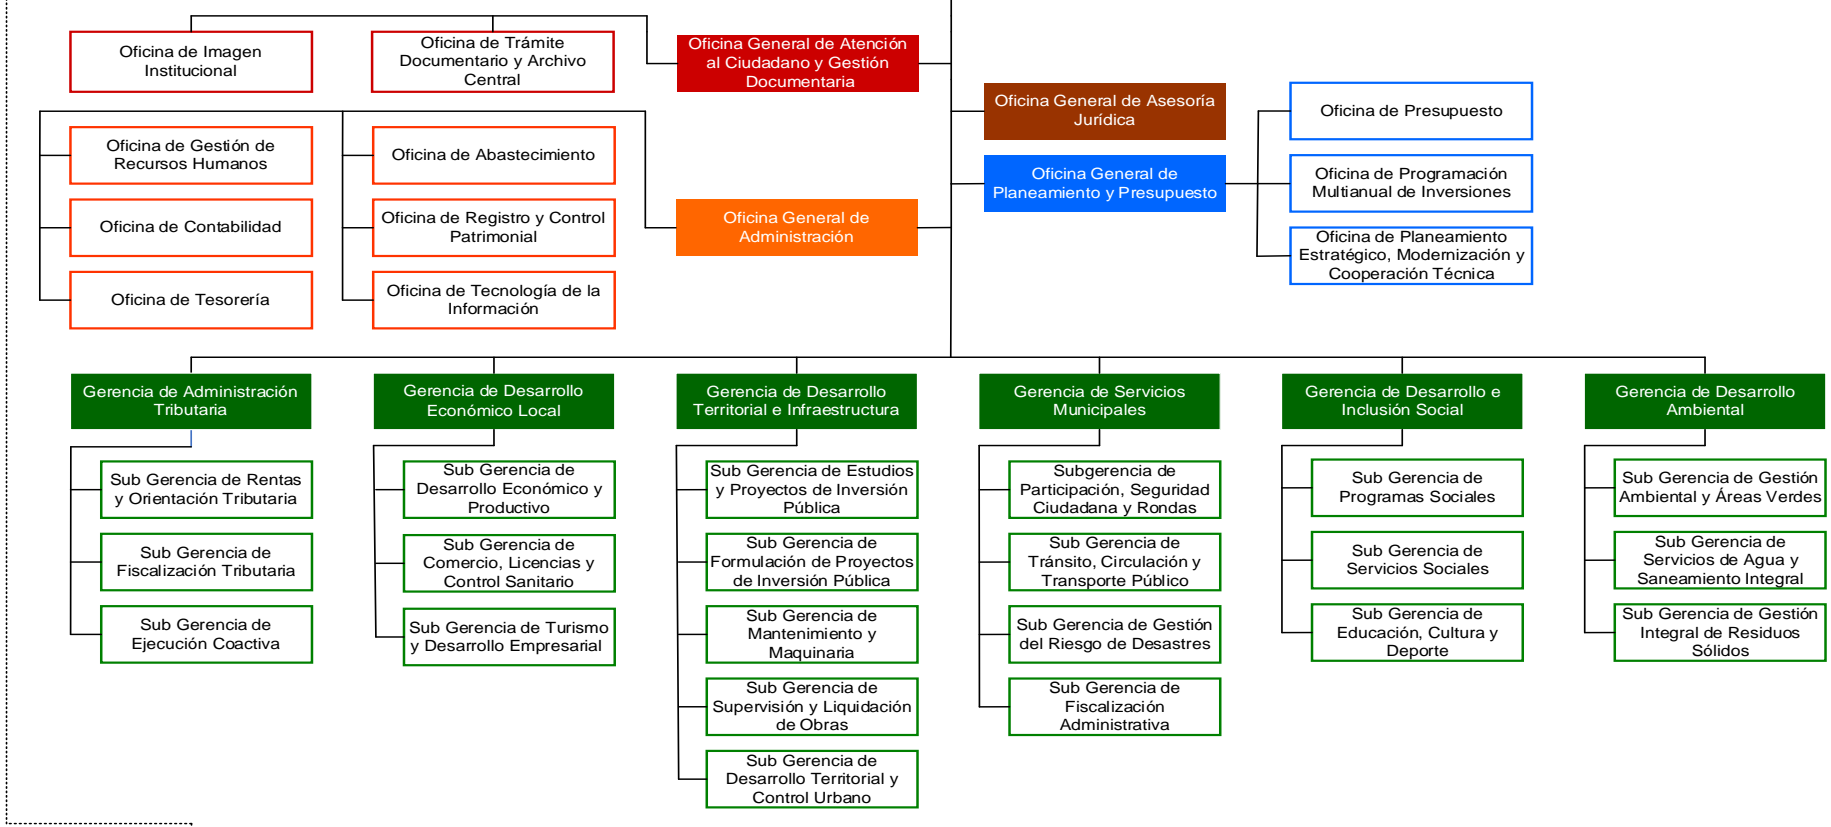 Oficina de Imagen
Institucional
Oficina de Trámite
Documentario y Archivo
Central
Oficina General de Atención
al Ciudadano y Gestión
Documentaria
Oficina General de Asesoría
Jurídica
Oficina de Presupuesto
Oficina de Gestión de
Recursos Humanos
Oficina de Abastecimiento
Oficina General de
Planeamiento y Presupuesto
Oficina de Programación
Multianual de Inversiones
Oficina de Contabilidad
Oficina de Registro y Control
Patrimonial
Oficina General de
Administración
Oficina de Planeamiento
Estratégico, Modernización y
Cooperación Técnica
Oficina de Tesorería
Oficina de Tecnología de la
Información
Gerencia de Administración
Tributaria
Gerencia de Desarrollo
Económico Local
Gerencia de Desarrollo
Territorial e Infraestructura
Gerencia de Servicios
Municipales
Gerencia de Desarrollo e
Inclusión Social
Gerencia de Desarrollo
Ambiental
Sub Gerencia de Rentas
y Orientación Tributaria
Sub Gerencia de
Desarrollo Económico y
Productivo
Sub Gerencia de Estudios
y Proyectos de Inversión
Pública
Subgerencia de
Participación, Seguridad
Ciudadana y Rondas
Sub Gerencia de
Programas Sociales
Sub Gerencia de Gestión
Ambiental y Áreas Verdes
Sub Gerencia de
Fiscalización Tributaria
Sub Gerencia de
Comercio, Licencias y
Control Sanitario
Sub Gerencia de
Formulación de Proyectos
de Inversión Pública
Sub Gerencia de
Tránsito, Circulación y
Transporte Público
Sub Gerencia de
Servicios Sociales
Sub Gerencia de
Servicios de Agua y
Saneamiento Integral
Sub Gerencia de
Ejecución Coactiva
Sub Gerencia de Turismo
y Desarrollo Empresarial
Sub Gerencia de
Mantenimiento y
Maquinaria
Sub Gerencia de Gestión
del Riesgo de Desastres
Sub Gerencia de
Educación, Cultura y
Deporte
Sub Gerencia de Gestión
Integral de Residuos
Sólidos
Sub Gerencia de
Supervisión y Liquidación
de Obras
Sub Gerencia de
Fiscalización
Administrativa
Sub Gerencia de
Desarrollo Territorial y
Control Urbano